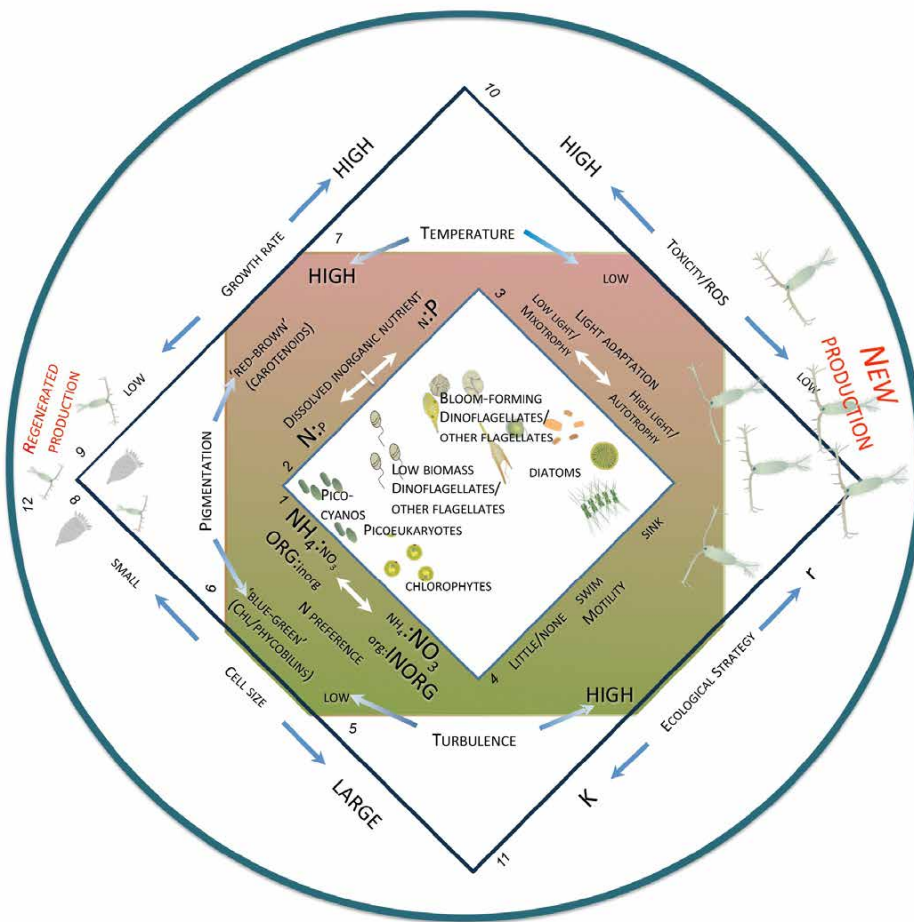 10
HIGH
HIGH
GROWTH RATE
TOXICITY/ROS
7
TEMPERATURE
HIGH
LOW
3
DISSOLVED INORGANIC NUTRIENT
N:P
LOW LIGHT/
MIXOTROPHY
LIGHT ADAPTATION
HIGH LIGHT/
AUTOTROPHY
'RED-BROWN'
(CAROTENOIDS)
LOW
LOW
NEW
PRODUCTION
REGENERATED
PRODUCTION
N:P
BLOOM-FORMING
DINOFLAGELLATES/
OTHER FLAGELLATES
LOW BIOMASS
DINOFLAGELLATES/
OTHER FLAGELLATES
DIATOMS
9
2
12
8
1
PICO-
CYANOS
PICOEUKARYOTES
CHLOROPHYTES
PIGMENTATION
NH4:NO3
ORG:inorg
SINK
SMALL
6
'BLUE-GREEN'
(CHL/PHYCOBILINS)
N PREFERENCE
NH4:NO3
org:INORG
LITTLE/NONE SWIM
MOTILITY
r
4
CELL SIZE
LOW
HIGH
ECOLOGICAL STRATEGY
5
TURBULENCE
LARGE
K
11